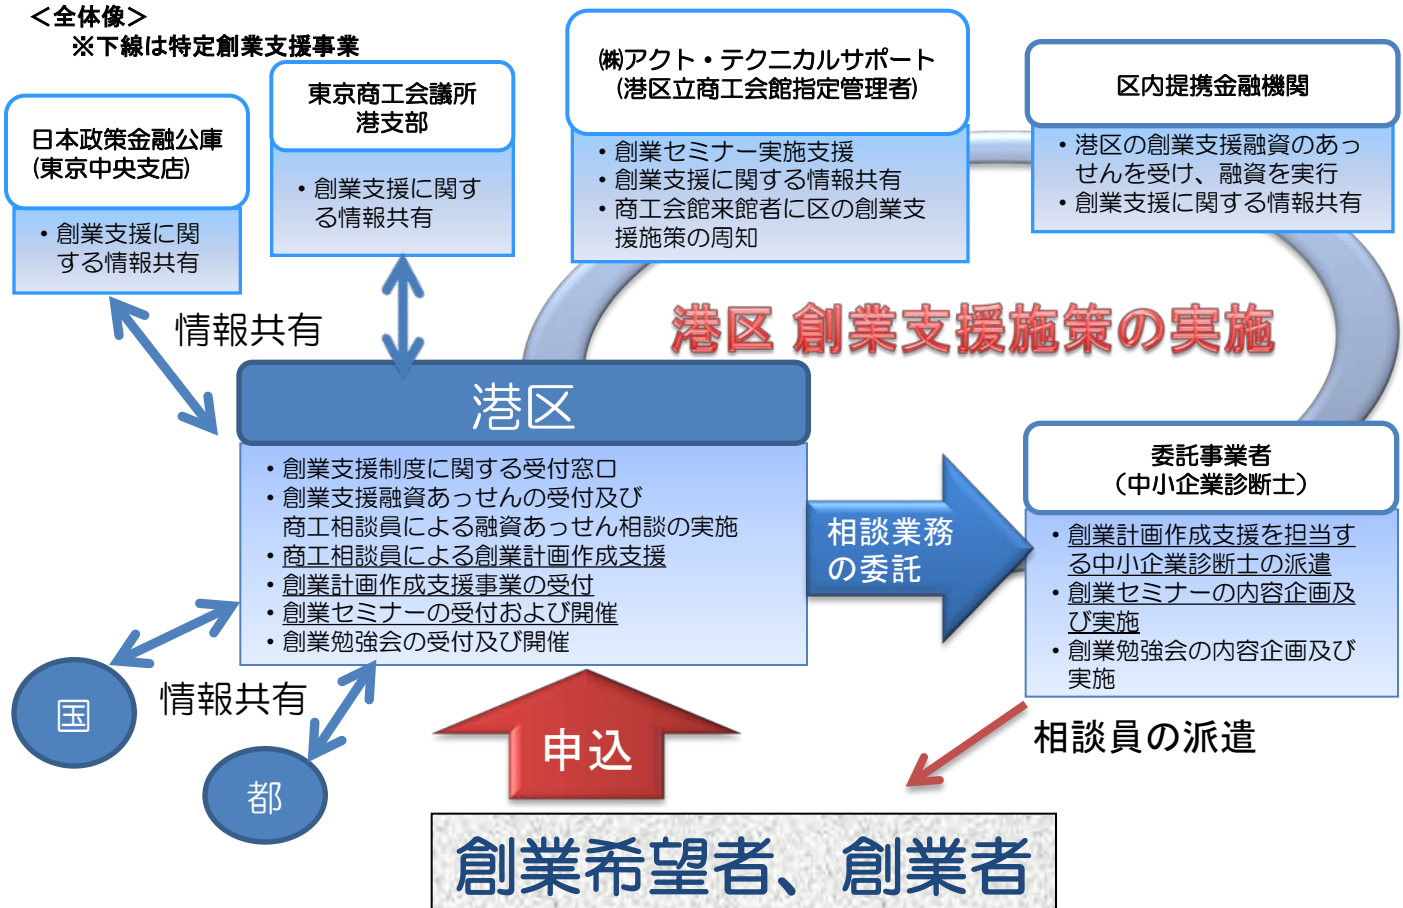 ＜全体像＞
※下線は特定創業支援事業
日本政策金融公庫
(東京中央支店)
・創業支援に関
する情報共有
東京商工会議所
港支部
・創業支援に関す
る情報共有
㈱アクト・テクニカルサポート
(港区立商工会館指定管理者)
・創業セミナー実施支援
・創業支援に関する情報共有
・商工会館来館者に区の創業支
援施策の周知
区内提携金融機関
・港区の創業支援融資のあっ
せんを受け、融資を実行
・創業支援に関する情報共有
情報共有
港区 創業支援施策の実施
港区
・創業支援制度に関する受付窓口
・創業支援融資あっせんの受付及び
商工相談員による融資あっせん相談の実施
・商工相談員による創業計画作成支援
・創業計画作成支援事業の受付
・創業セミナーの受付および開催
・創業勉強会の受付及び開催
相談業務
の委託
委託事業者
（中小企業診断士）
・創業計画作成支援を担当す
る中小企業診断士の派遣
・創業セミナーの内容企画及
び実施
・創業勉強会の内容企画及び
実施
国
情報共有
都
申込
相談員の派遣
創業希望者、創業者